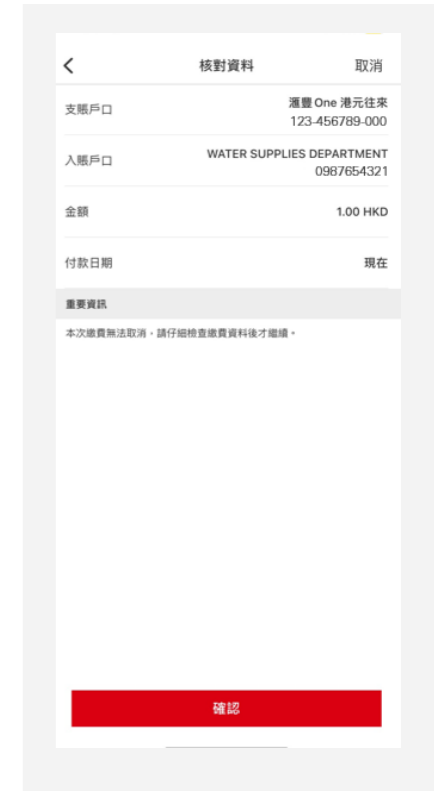 核對資料 取消
支賬戶口 滙豐 One 港元往來
123-456789-000
入賬戶口 WATER SUPPLIES DEPARTMENT
0987654321
金額 1.00 HKD
付款日期 現在
重要資訊
本次繳費無法取消，請仔細檢查繳費資料後才繼續。
確認